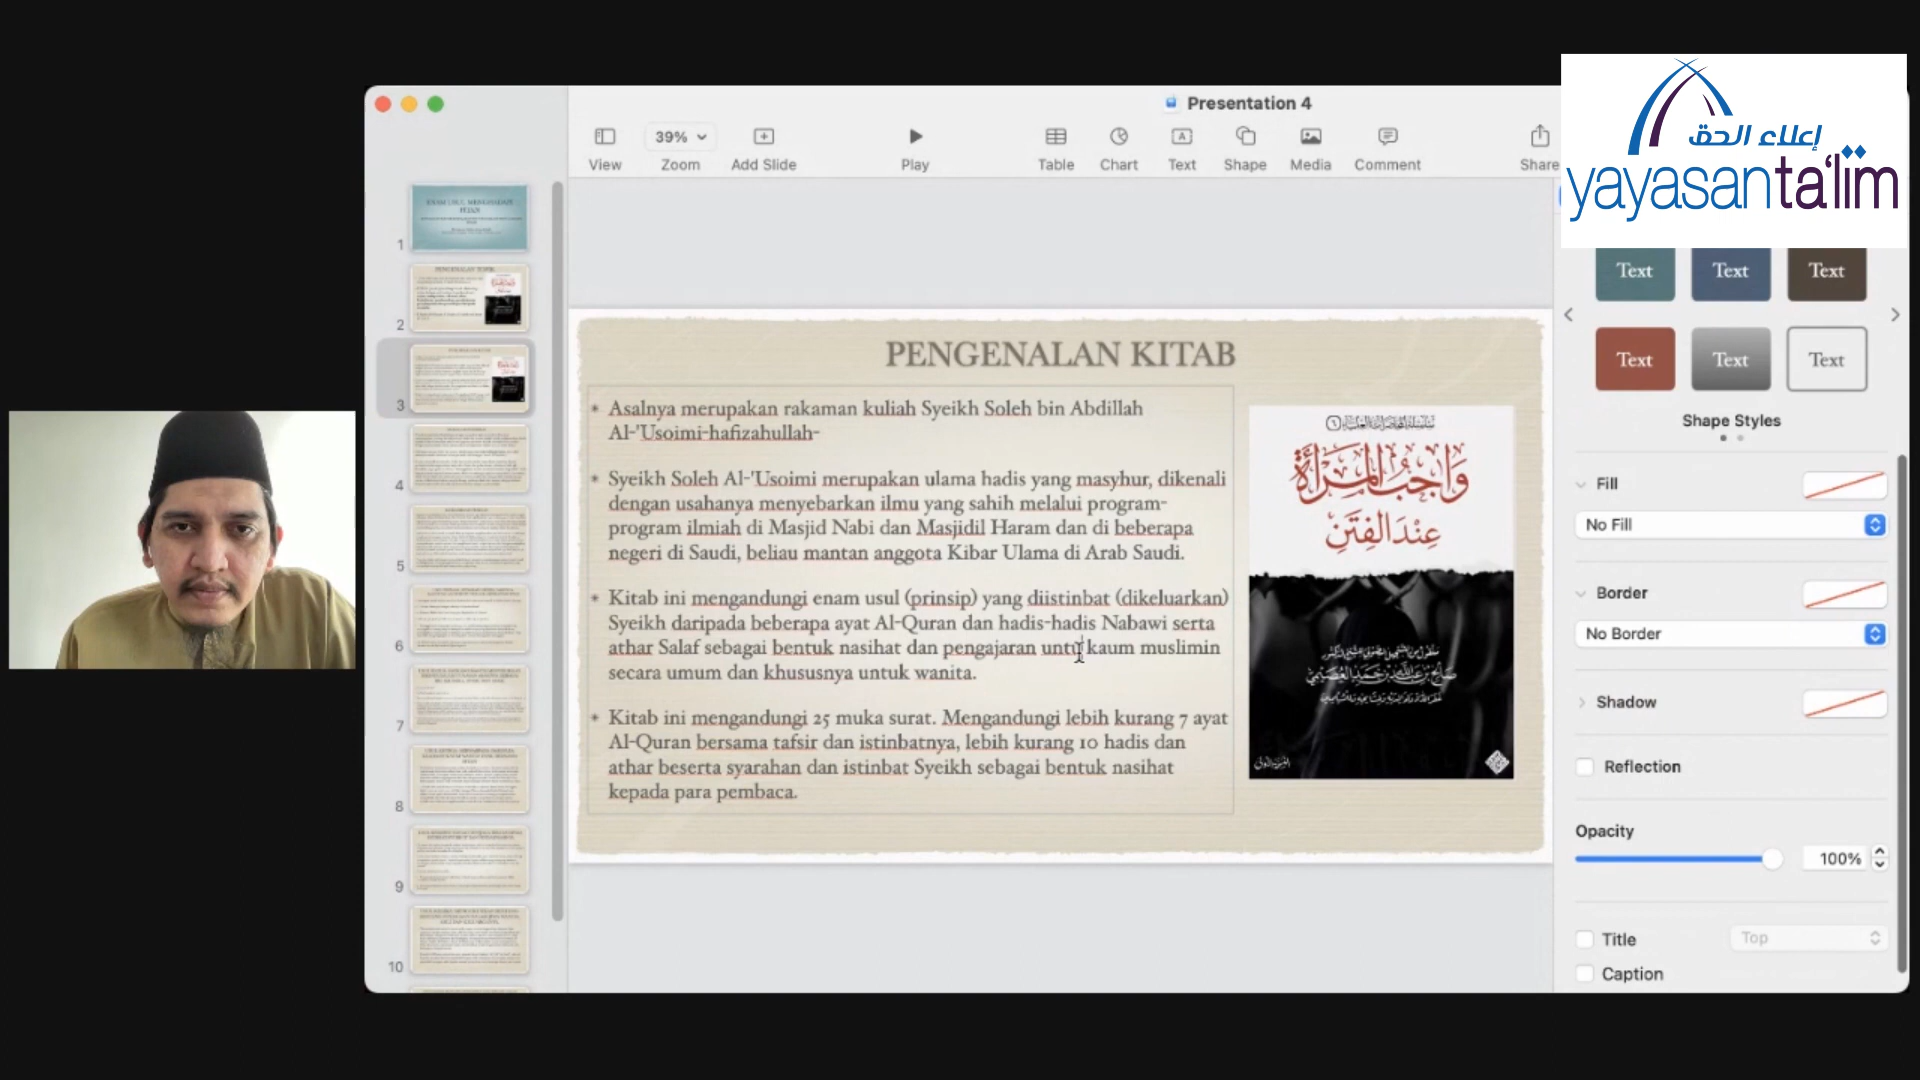 Presentation 4
إعلاء الحق
yayasanta'lim
View
39%
Zoom
Add Slide
Play
Table
Chart
Text
Shape
Media
Comment
Share
1
2
3
4
5
6
7
8
9
10
PENGENALAN KITAB
* Asalnya merupakan rakaman kuliah Syeikh Soleh bin Abdillah
Al-'Usoimi-hafizahullah-
* Syeikh Soleh Al-'Usoimi merupakan ulama hadis yang masyhur, dikenali
dengan usahanya menyebarkan ilmu yang sahih melalui program-
program ilmiah di Masjid Nabi dan Masjidil Haram dan di beberapa
negeri di Saudi, beliau mantan anggota Kibar Ulama di Arab Saudi.
* Kitab ini mengandungi enam usul (prinsip) yang diistinbat (dikeluarkan)
Syeikh daripada beberapa ayat Al-Quran dan hadis-hadis Nabawi serta
athar Salaf sebagai bentuk nasihat dan pengajaran untuk kaum muslimin
secara umum dan khususnya untuk wanita.
* Kitab ini mengandungi 25 muka surat. Mengandungi lebih kurang 7 ayat
Al-Quran bersama tafsir dan istinbatnya, lebih kurang 10 hadis dan
athar beserta syarahan dan istinbat Syeikh sebagai bentuk nasihat
kepada para pembaca.
وَاجِبُ المَرْأَةِ
عِنْدَ الفِتَنِ
Text
Text
Text
Text
Text
Text
Shape Styles
Fill
No Fill
Border
No Border
Shadow
Reflection
Opacity
100%
Title
Top
Caption